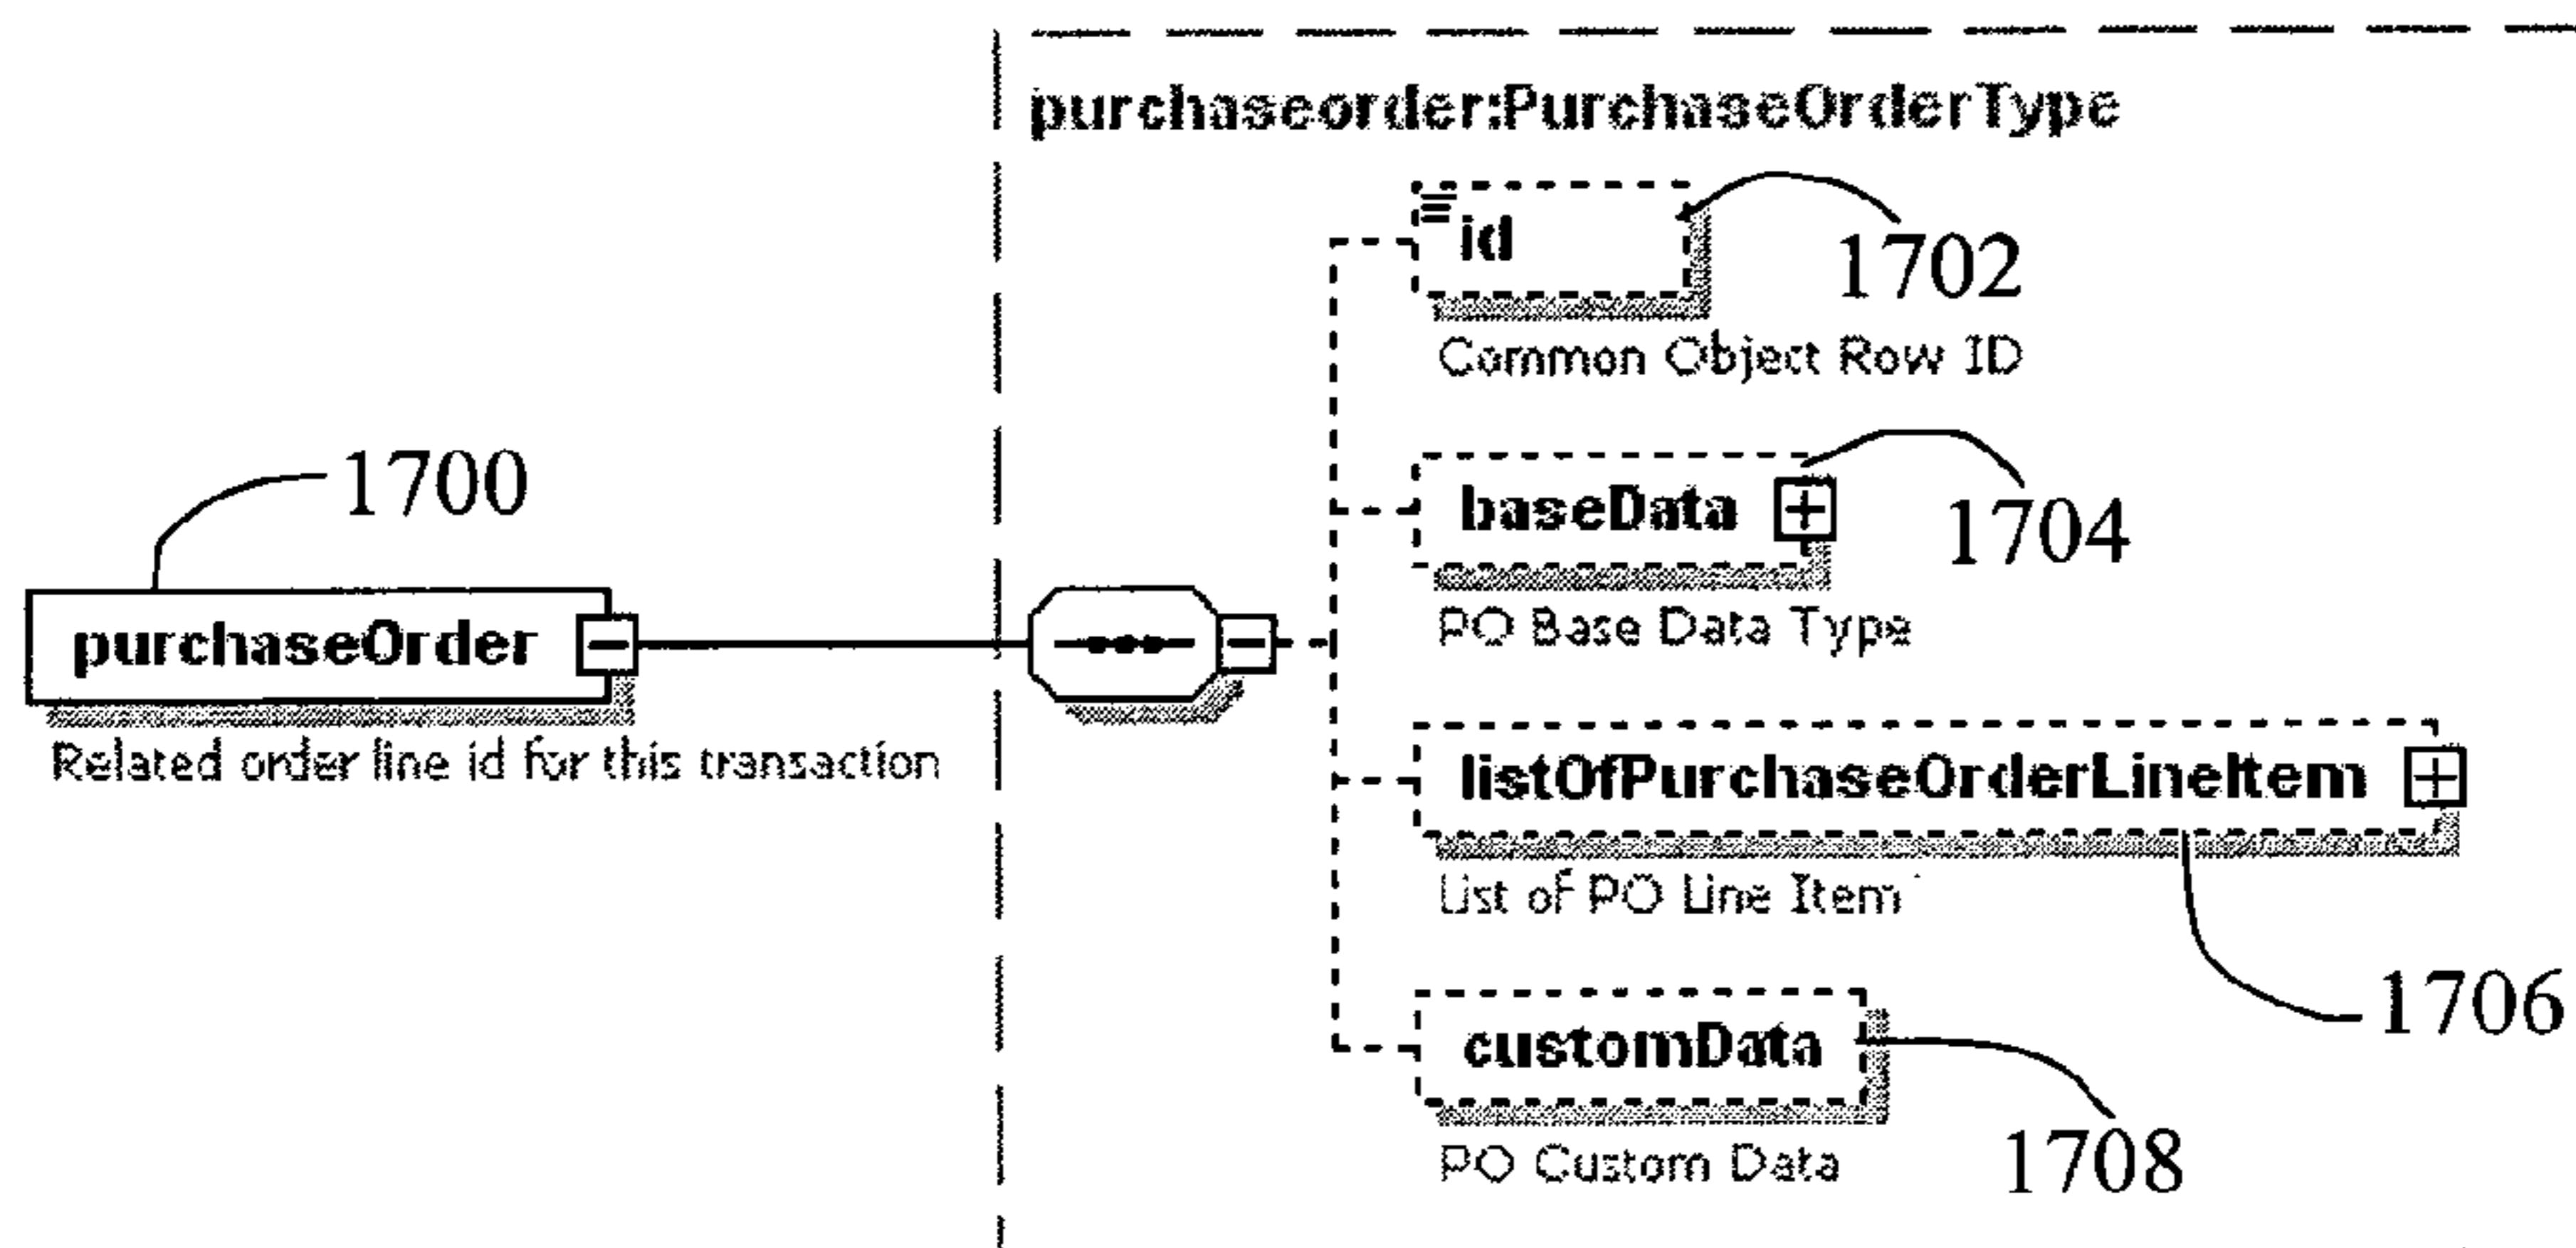 purchaseorder:PurchaseOrderType
id
1702
Common Object Row ID
baseData
1704
PO Base Data Type
1700
purchaseOrder
Related order line id for this transaction
listOfPurchaseOrderLineItem
List of PO Line Item
1706
customData
PO Custom Data
1708